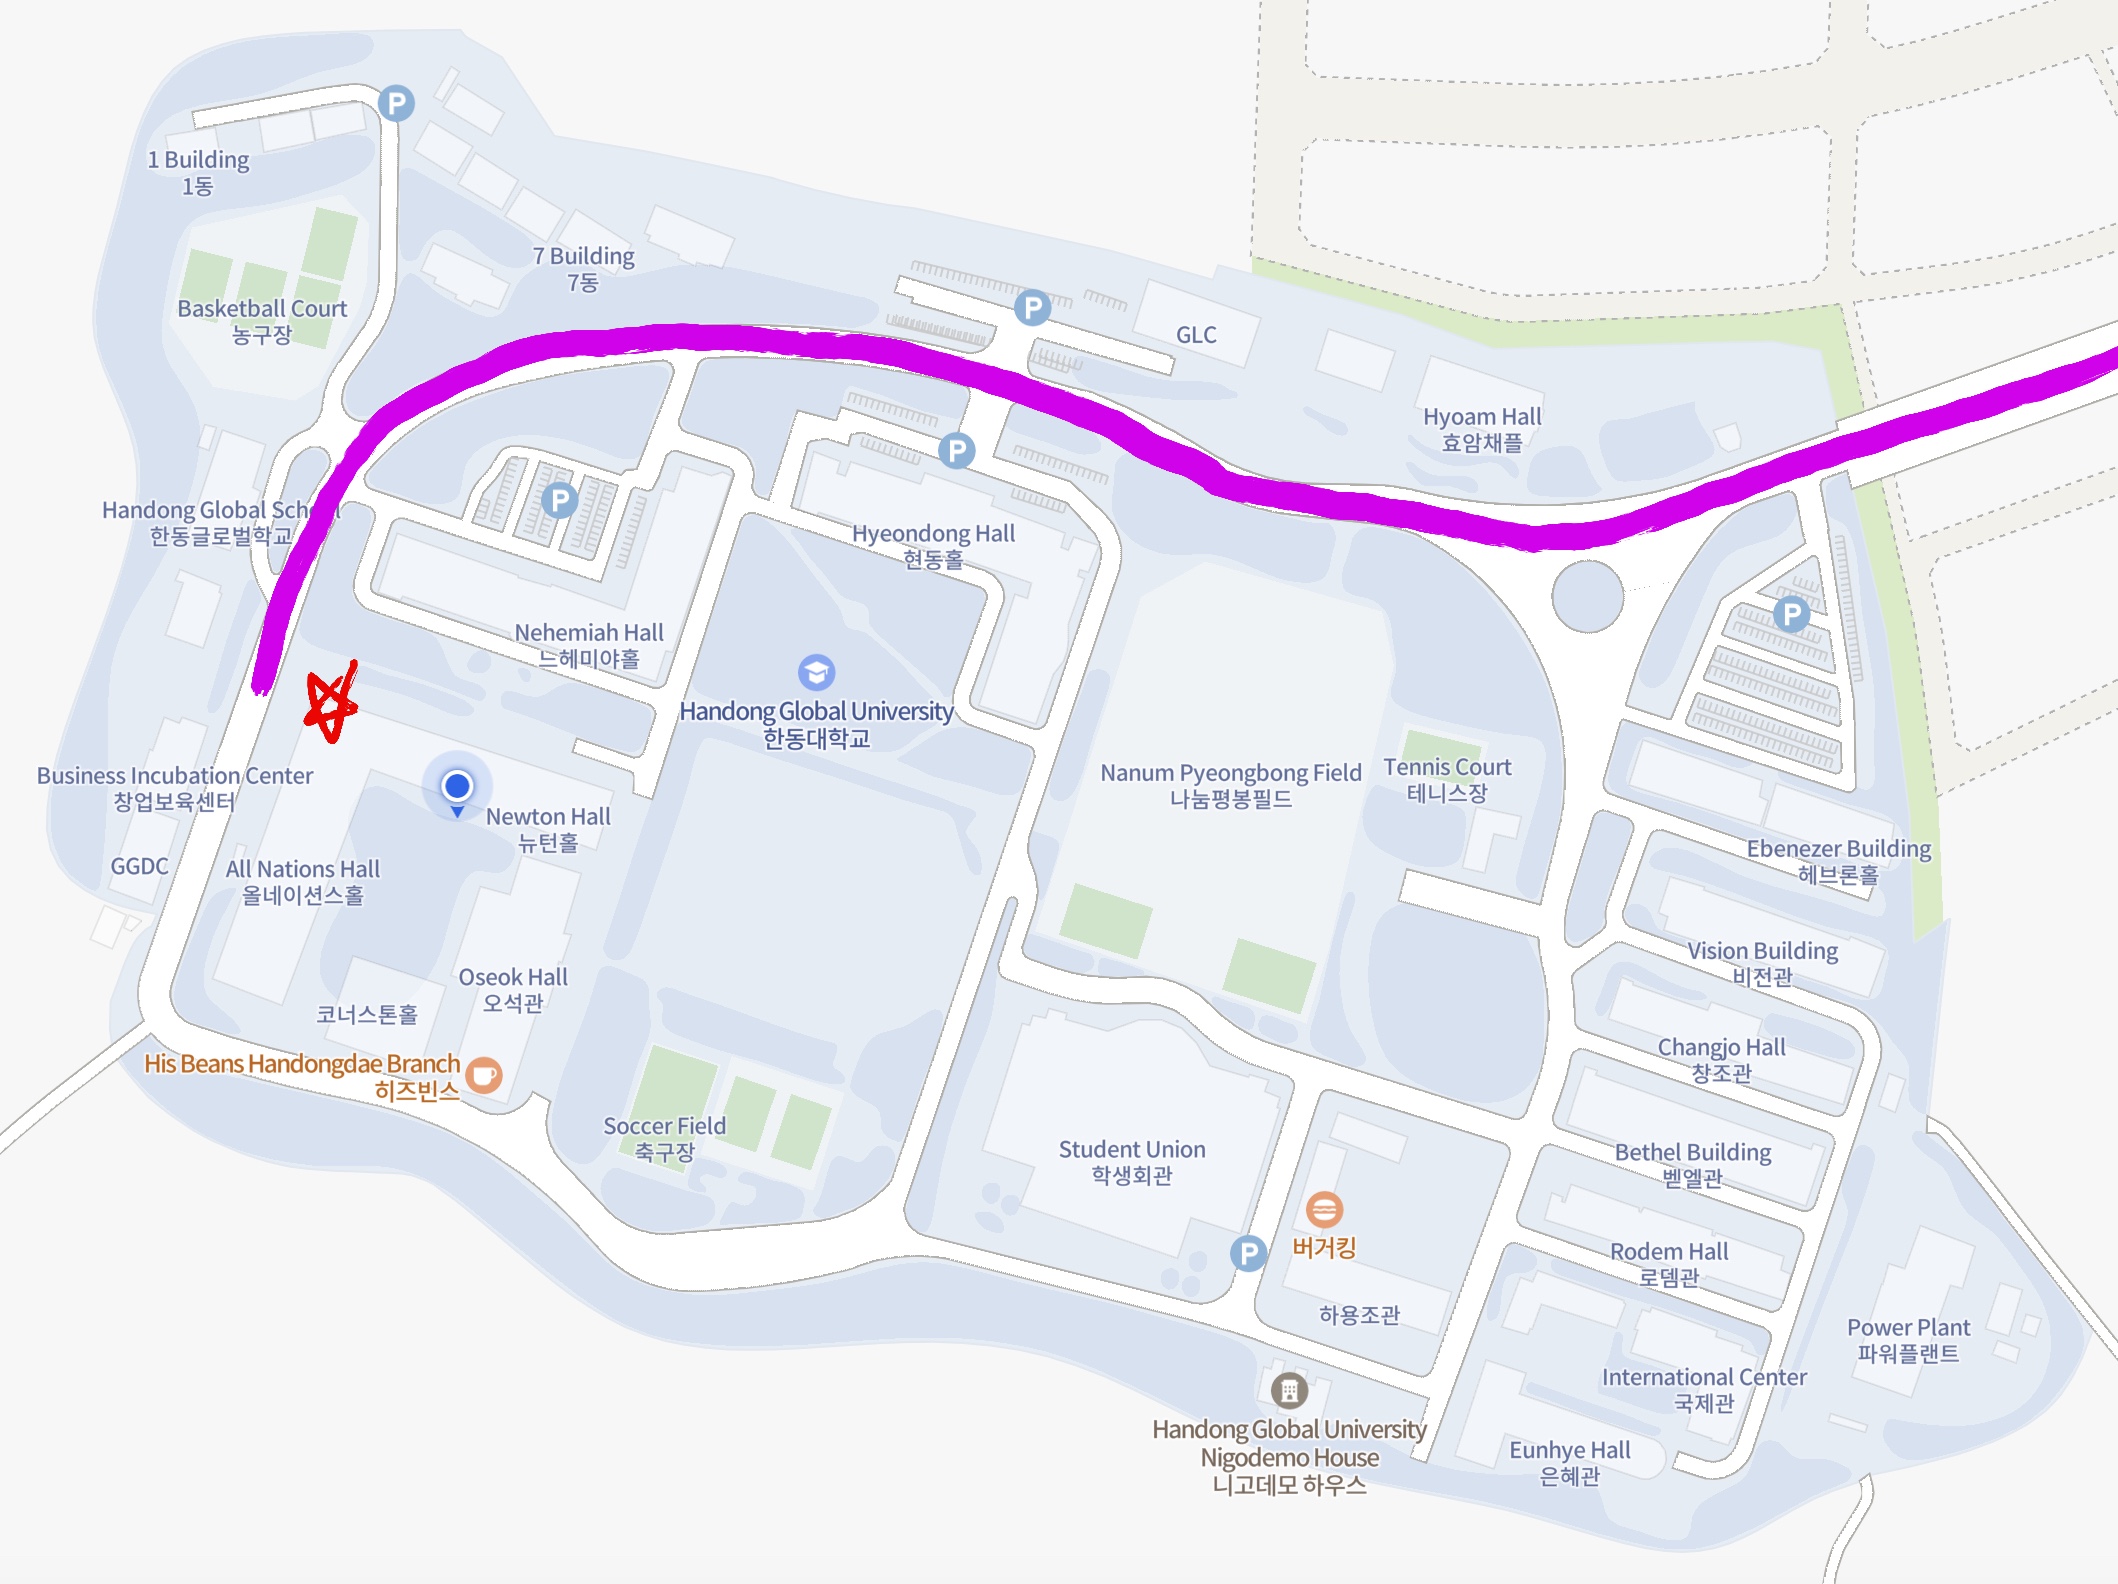 P
1 Building
1동
7 Building
7동
Basketball Court
농구장
P
GLC
Hyoam Hall
효암채플
P
P
Handong Global School
한동글로벌학교
Hyeondong Hall
현동홀
P
Nehemiah Hall
느헤미야홀
Handong Global University
한동대학교
Business Incubation Center
창업보육센터
Newton Hall
뉴턴홀
Nanum Pyeongbong Field
나눔평봉필드
Tennis Court
테니스장
GGDC
All Nations Hall
올네이션스홀
Ebenezer Building
헤브론홀
Vision Building
비전관
Oseok Hall
오석관
코너스톤홀
His Beans Handongdae Branch
히즈빈스
Changjo Hall
창조관
Soccer Field
축구장
Student Union
학생회관
Bethel Building
벧엘관
P
버거킹
Rodem Hall
로뎀관
하용조관
Power Plant
파워플랜트
International Center
국제관
Handong Global University
Nigodemo House
니고데모 하우스
Eunhye Hall
은혜관